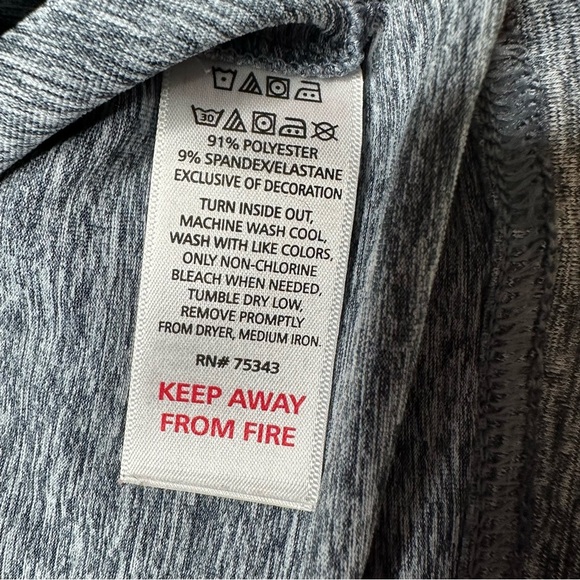 30
91% POLYESTER
9% SPANDEX/ELASTANE
EXCLUSIVE OF DECORATION
TURN INSIDE OUT,
MACHINE WASH COOL,
WASH WITH LIKE COLORS,
ONLY NON-CHLORINE
BLEACH WHEN NEEDED,
TUMBLE DRY LOW,
REMOVE PROMPTLY
FROM DRYER, MEDIUM IRON.
RN# 75343
KEEP AWAY
FROM FIRE